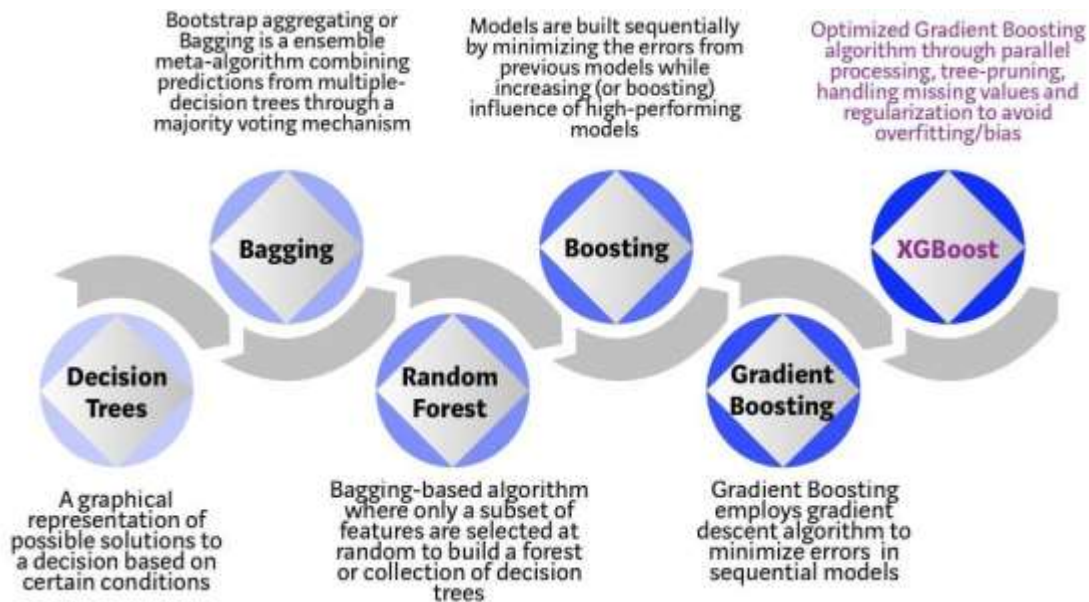 Bootstrap aggregating or
Bagging is a ensemble
meta-algorithm combining
predictions from multiple-
decision trees through a
majority voting mechanism
Models are built sequentially
by minimizing the errors from
previous models while
increasing (or boosting)
influence of high-performing
models
Optimized Gradient Boosting
algorithm through parallel
processing, tree-pruning,
handling missing values and
regularization to avoid
overfitting/bias
Bagging
Boosting
XGBoost
Decision
Trees
Random
Forest
Gradient
Boosting
A graphical
representation of
possible solutions to
a decision based on
certain conditions
Bagging-based algorithm
where only a subset of
features are selected at
random to build a forest
or collection of decision
trees
Gradient Boosting
employs gradient
descent algorithm to
minimize errors in
sequential models